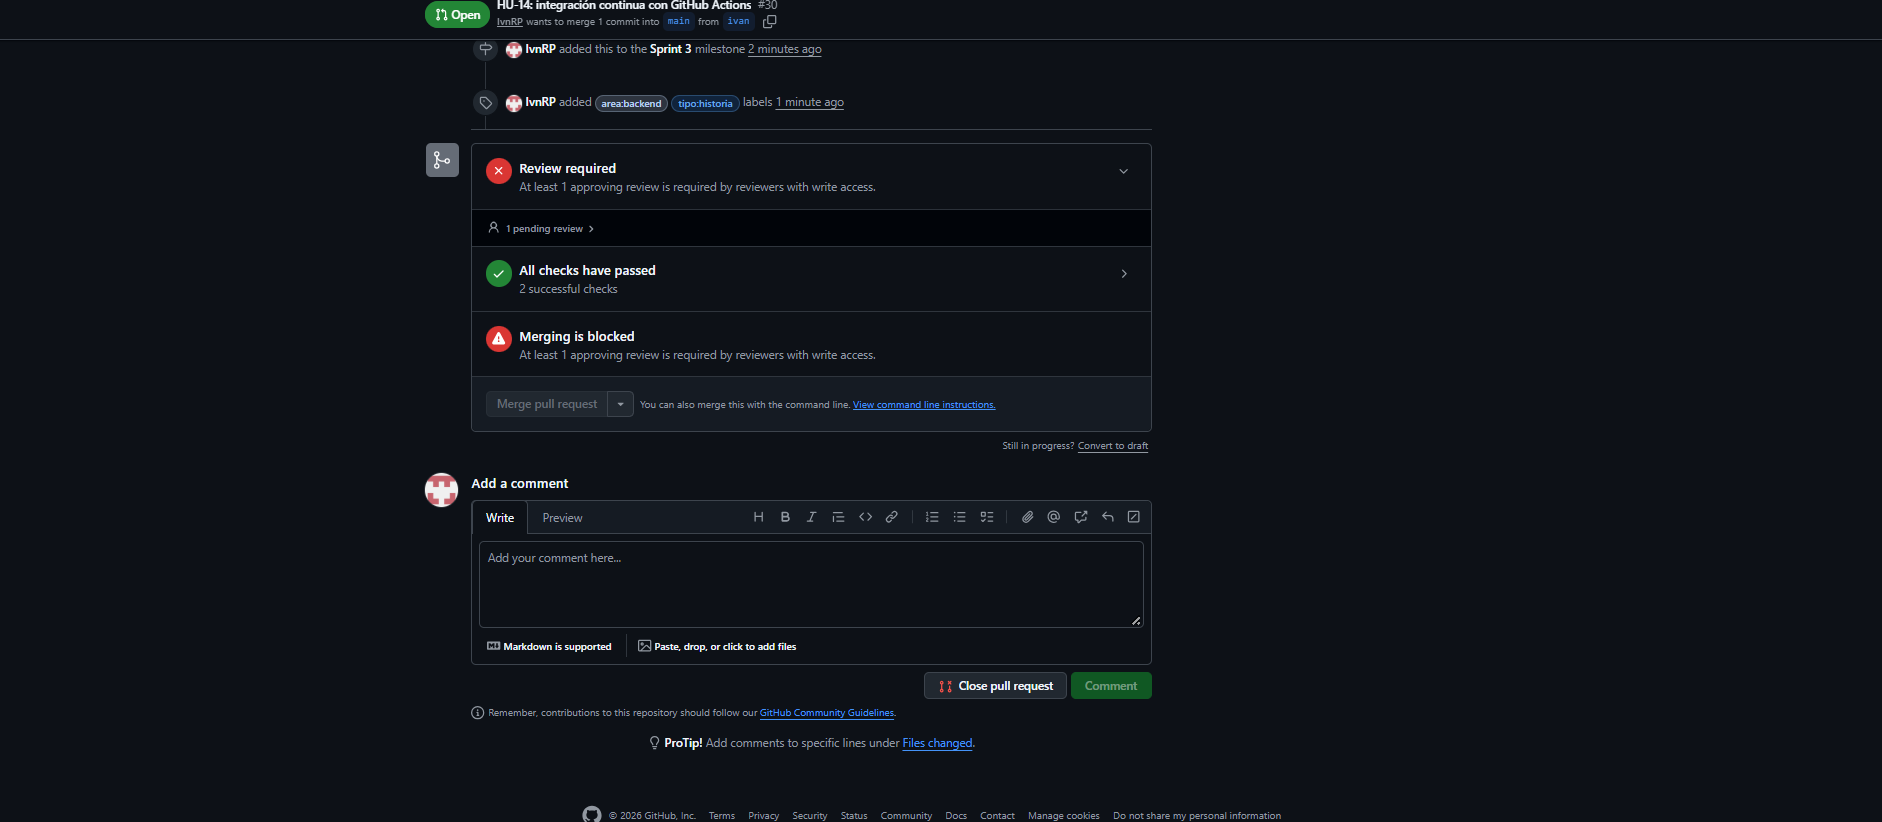 Open
HU-14: integración continua con GitHub Actions #30
IvnRP wants to merge 1 commit into main from ivan
IvnRP added this to the Sprint 3 milestone 2 minutes ago
IvnRP added area:backend tipo:historia labels 1 minute ago
Review required
At least 1 approving review is required by reviewers with write access.
1 pending review
All checks have passed
2 successful checks
Merging is blocked
At least 1 approving review is required by reviewers with write access.
Merge pull request You can also merge this with the command line. View command line instructions.
Still in progress? Convert to draft
Add a comment
Write Preview
Add your comment here...
Markdown is supported Paste, drop, or click to add files
Close pull request Comment
Remember, contributions to this repository should follow our GitHub Community Guidelines.
ProTip! Add comments to specific lines under Files changed.
© 2026 GitHub, Inc. Terms Privacy Security Status Community Docs Contact Manage cookies Do not share my personal information